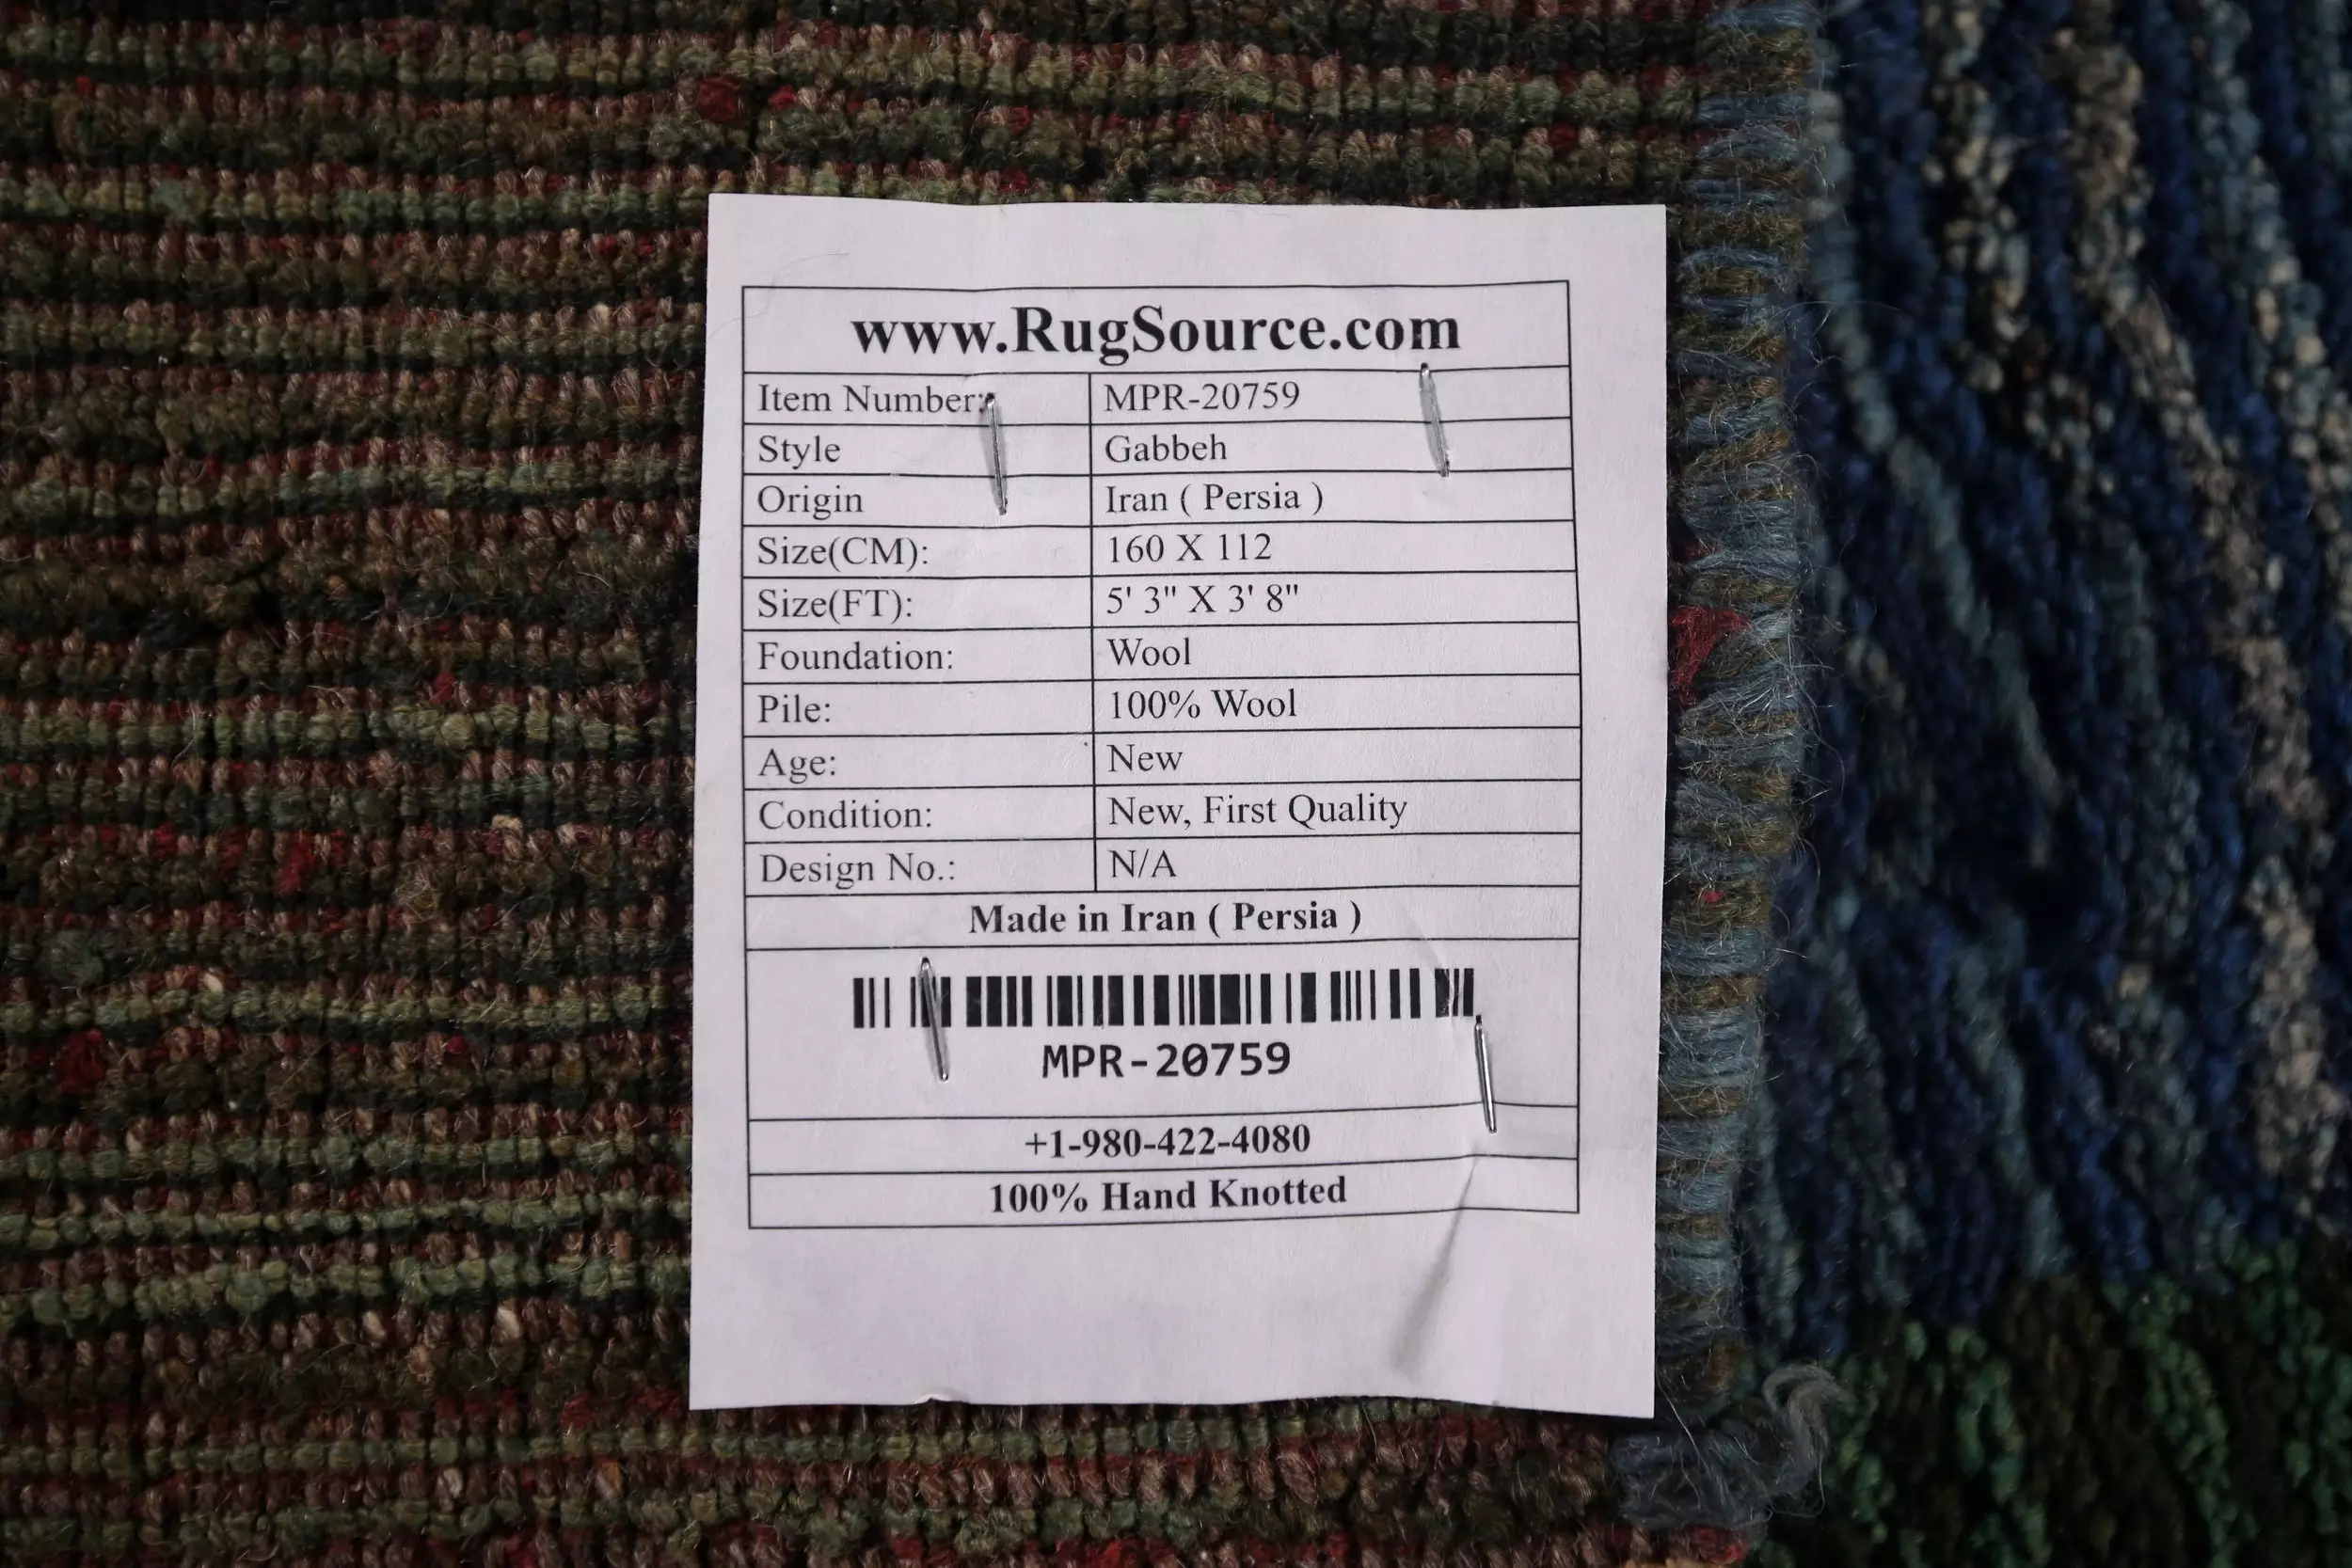 www.RugSource.com
Item Number: MPR-20759
Style Gabbeh
Origin Iran ( Persia )
Size(CM): 160 X 112
Size(FT): 5' 3" X 3' 8"
Foundation: Wool
Pile: 100% Wool
Age: New
Condition: New, First Quality
Design No.: N/A
Made in Iran ( Persia )
MPR-20759
+1-980-422-4080
100% Hand Knotted